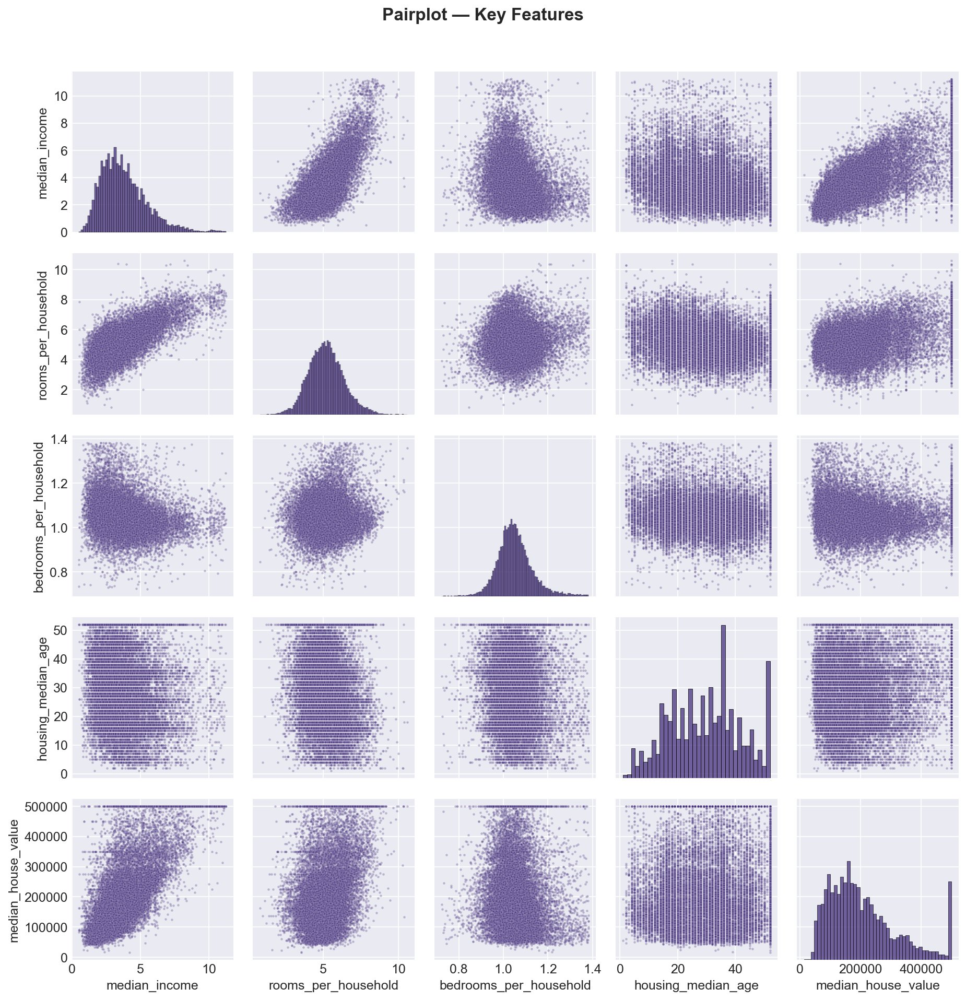 Pairplot — Key Features
median_income
10
8
6
4
2
0
rooms_per_household
10
8
6
4
2
bedrooms_per_household
1.4
1.2
1.0
0.8
housing_median_age
50
40
30
20
10
0
median_house_value
500000
400000
300000
200000
100000
0
0 5 10
5 10
0.8 1.0 1.2 1.4
0 20 40
0 200000 400000
median_income
rooms_per_household
bedrooms_per_household
housing_median_age
median_house_value